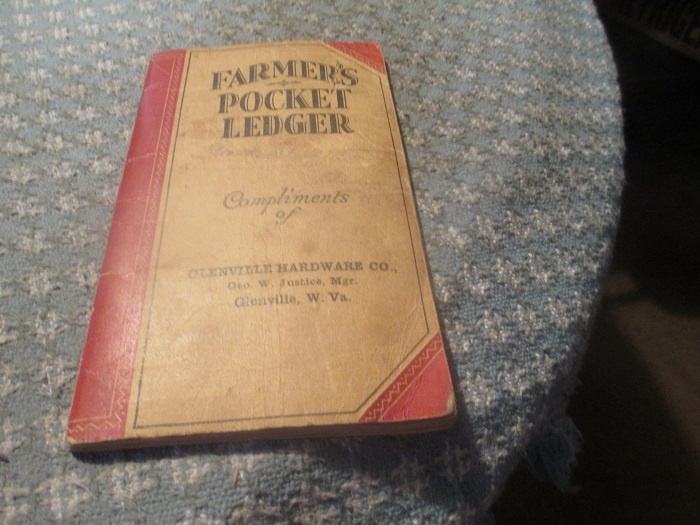 FARMER'S
POCKET
LEDGER
Compliments
of
GLENVILLE HARDWARE CO.,
Geo. W. Justice, Mgr.
Glenville, W. Va.